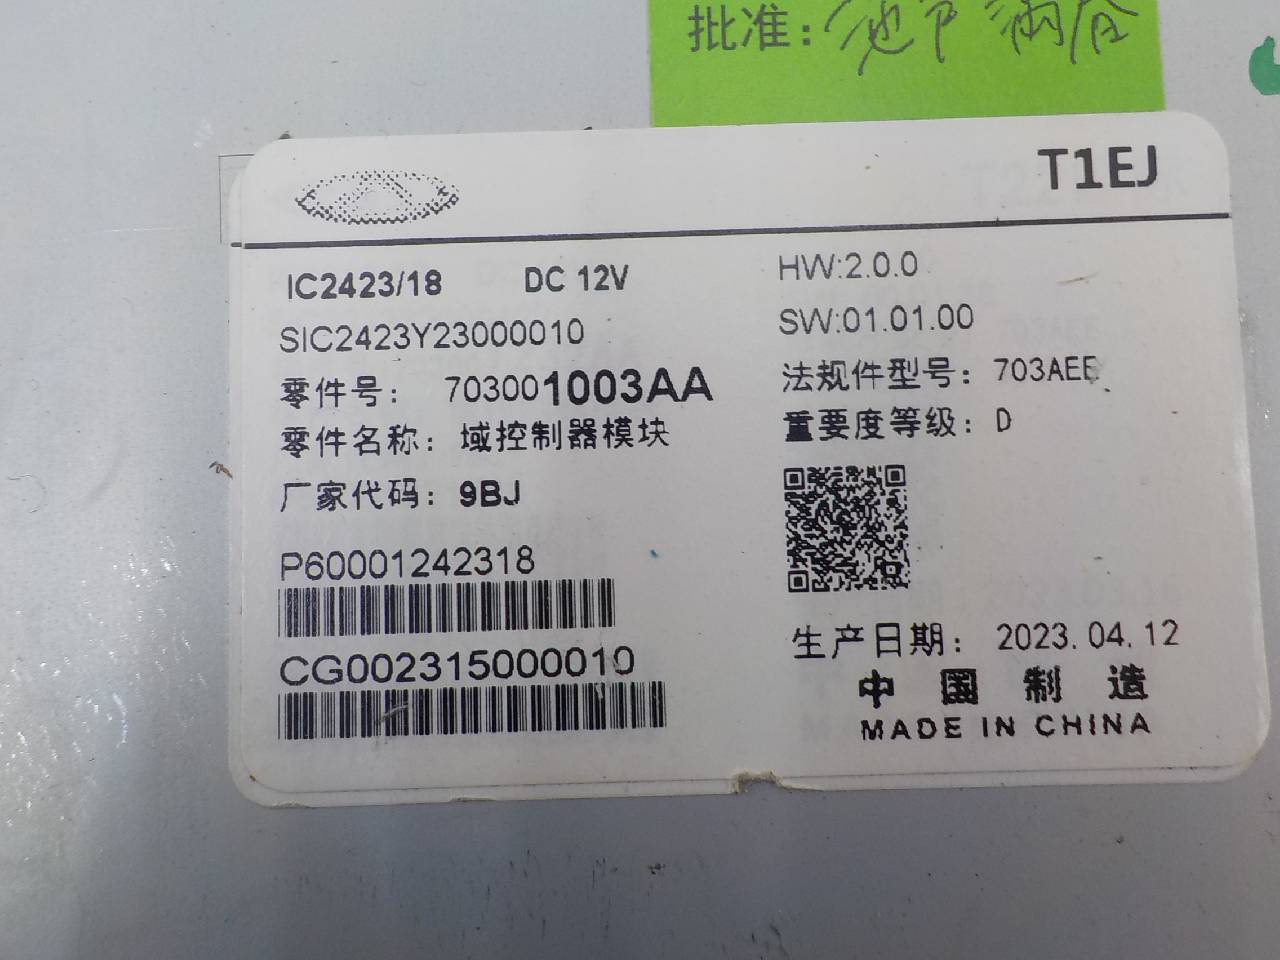 批准:
T1EJ
IC2423/18 DC 12V
HW:2.0.0
SIC2423Y23000010
SW:01.01.00
零件号: 703001003AA
法规件型号: 703AEE
零件名称: 域控制器模块
重要度等级: D
厂家代码: 9BJ
P60001242318
CG002315000010
生产日期: 2023.04.12
中国制造
MADE IN CHINA